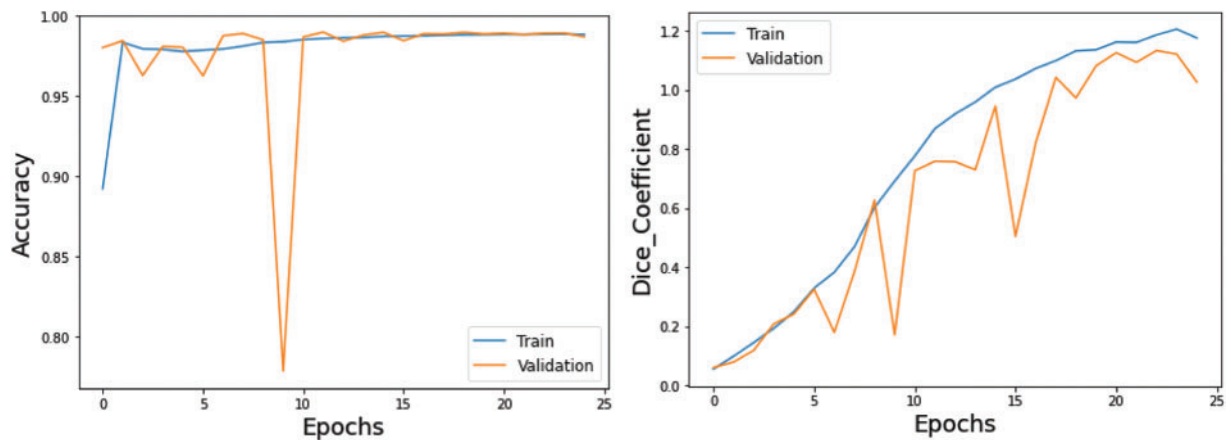 1.00
0.95
0.90
0.85
0.80
Accuracy
0 5 10 15 20 25
Epochs
Train
Validation
1.2
1.0
0.8
0.6
0.4
0.2
0.0
Dice_Coefficient
0 5 10 15 20 25
Epochs
Train
Validation